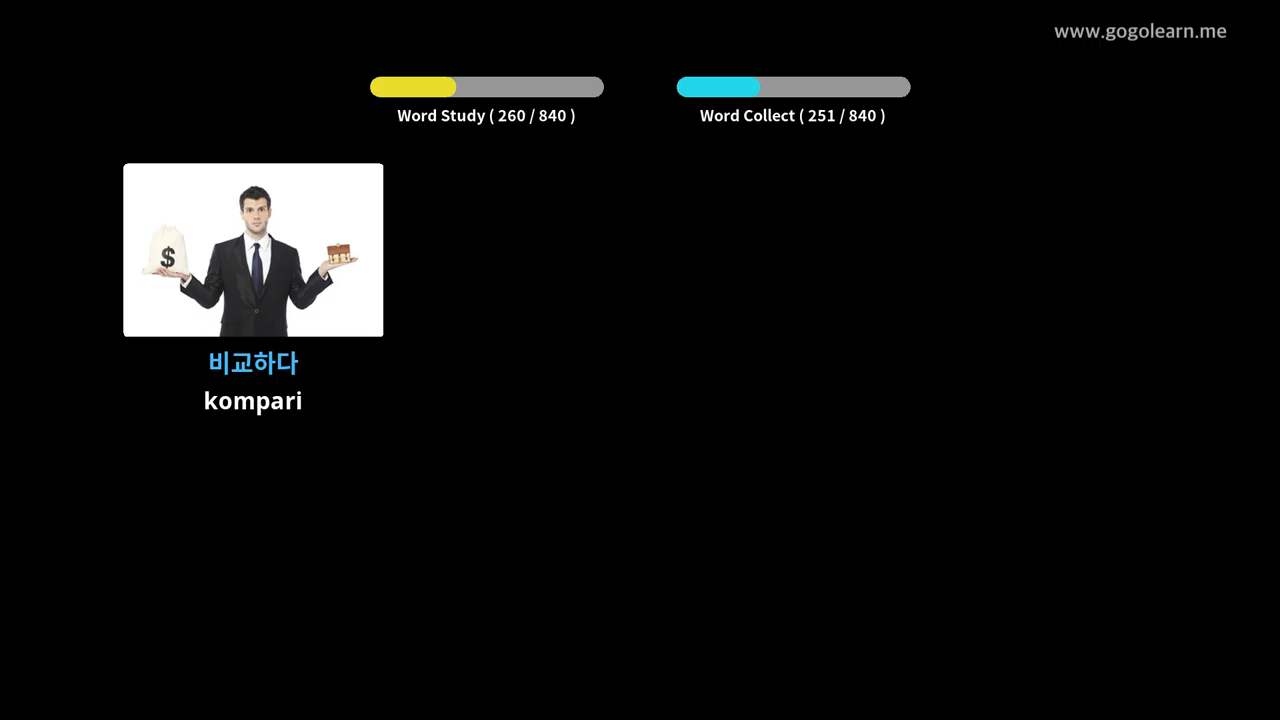 www.gogolearn.me
Word Study ( 260 / 840 )
Word Collect ( 251 / 840 )
$
비교하다
kompari